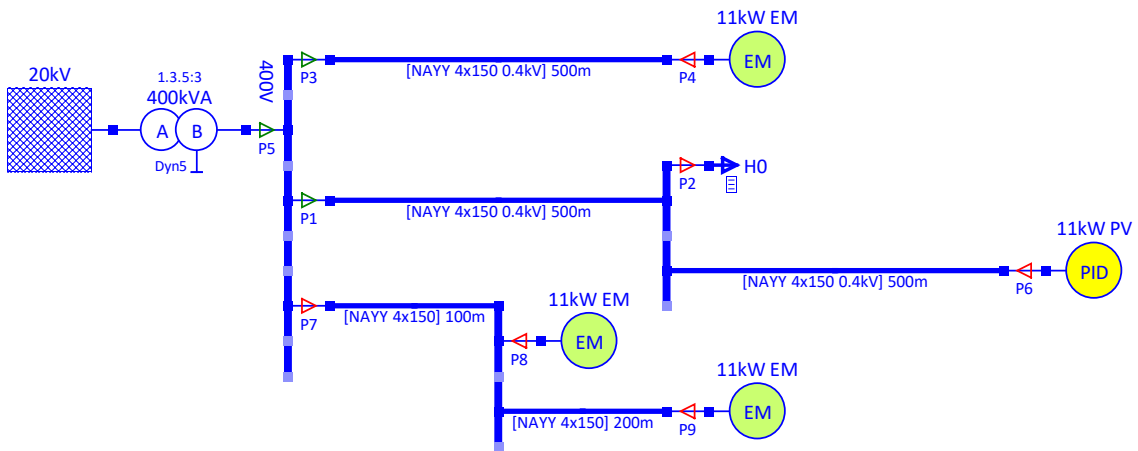 20kV
1.3.5:3
400kVA
A
B
Dyn5
P5
400V
P3
[NAYY 4x150 0.4kV] 500m
P4
11kW EM
EM
P1
[NAYY 4x150 0.4kV] 500m
P2
H0
[NAYY 4x150 0.4kV] 500m
P6
11kW PV
PID
P7
[NAYY 4x150] 100m
P8
11kW EM
EM
[NAYY 4x150] 200m
P9
11kW EM
EM